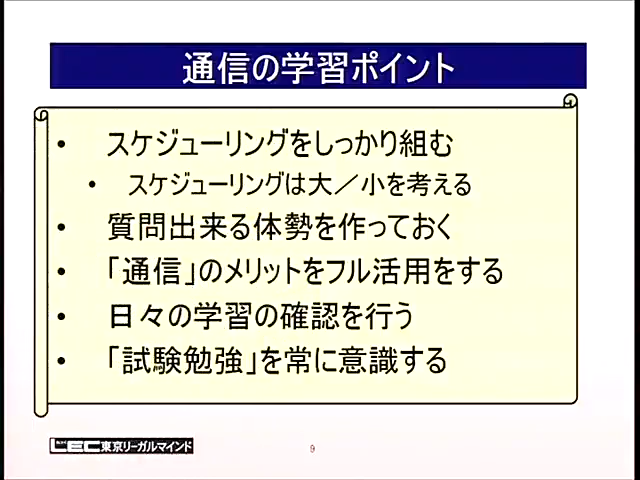 通信の学習ポイント
• スケジューリングをしっかり組む
• スケジューリングは大／小を考える
• 質問出来る体勢を作っておく
• 「通信」のメリットをフル活用をする
• 日々の学習の確認を行う
• 「試験勉強」を常に意識する
LEC東京リーガルマインド
9